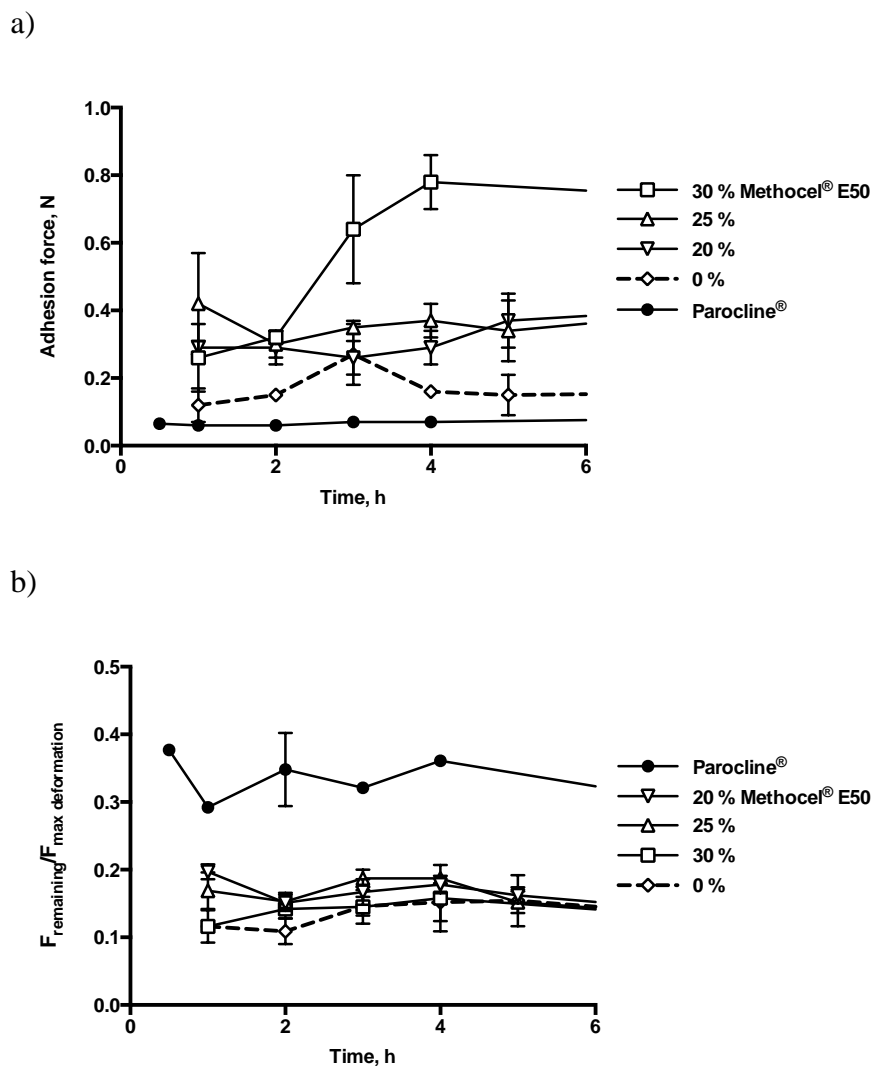 a)
1.0
0.8
0.6
0.4
0.2
0.0
0
2
4
6
Adhesion force, N
Time, h
30 % Methocel® E50
25 %
20 %
0 %
Parocline®
b)
0.5
0.4
0.3
0.2
0.1
0.0
0
2
4
6
Fremaining/Fmax deformation
Time, h
Parocline®
20 % Methocel® E50
25 %
30 %
0 %